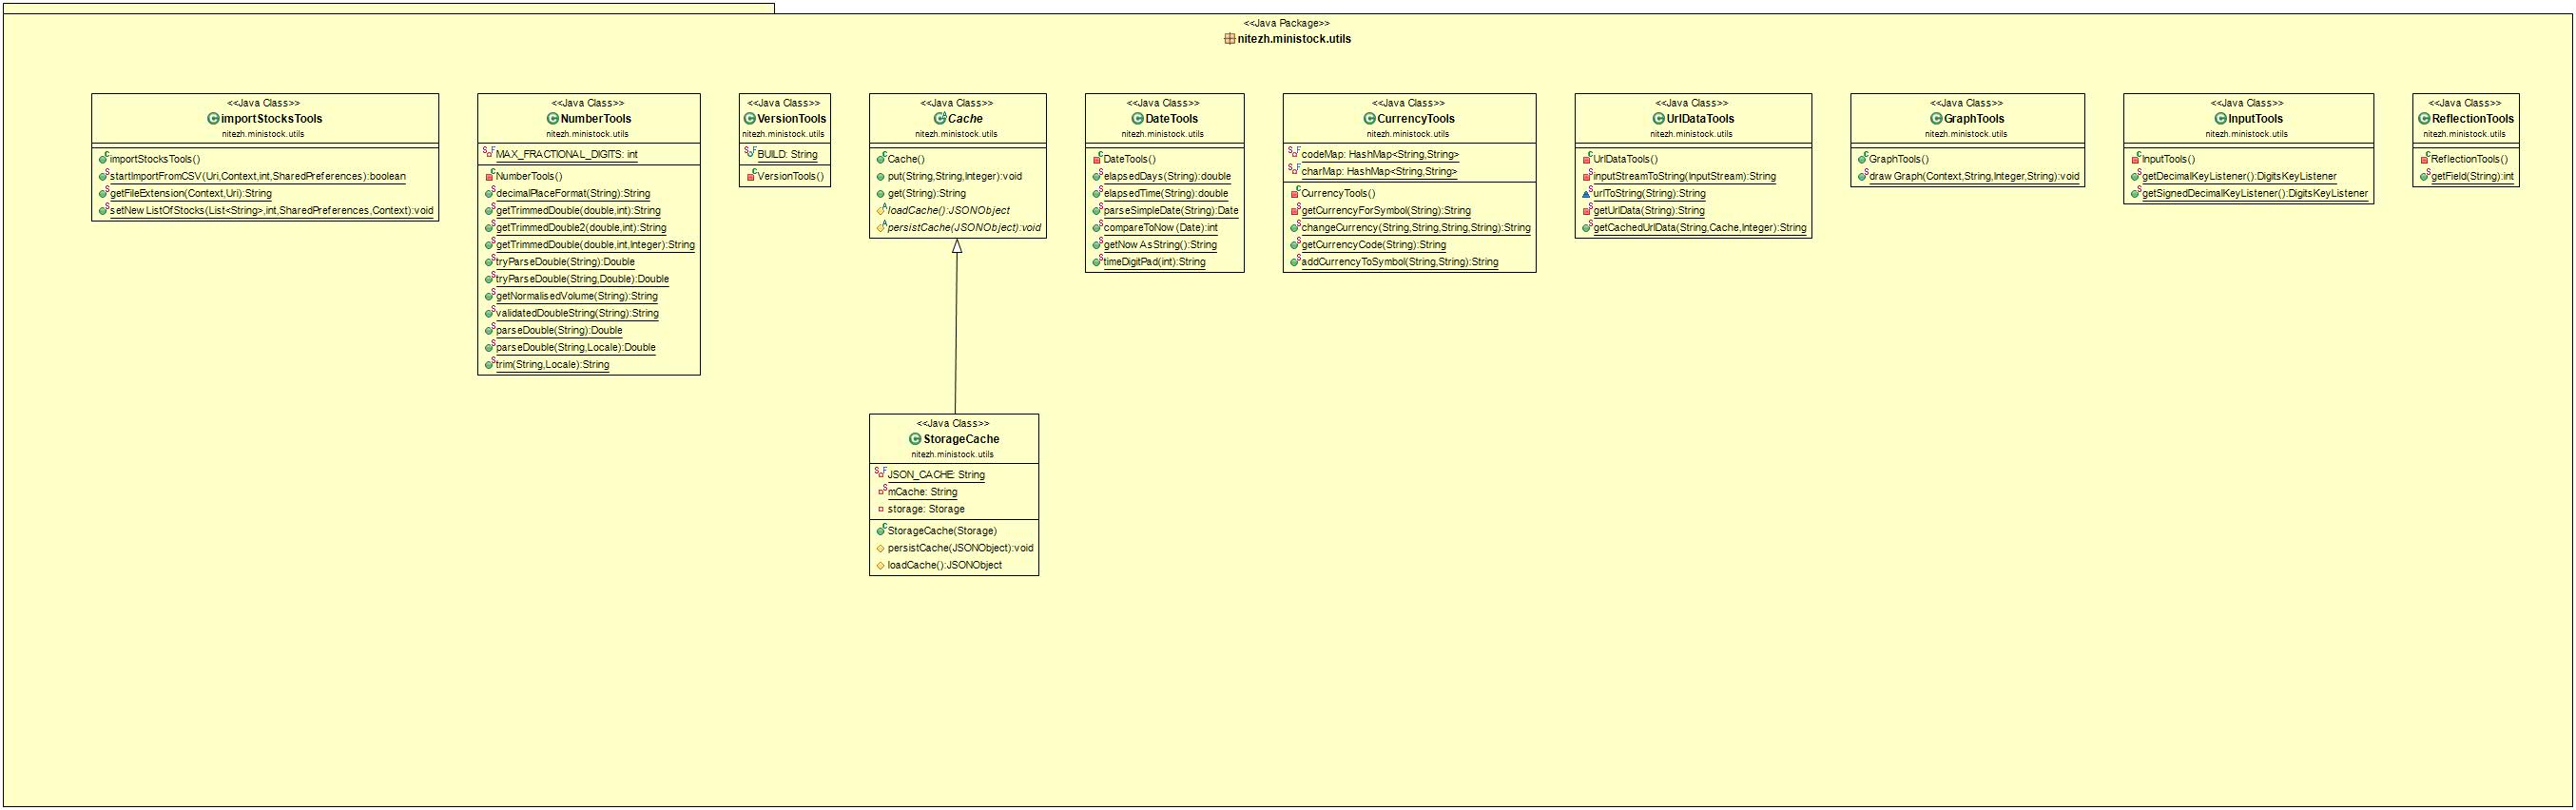 <<Java Package>>
nitezh.ministock.utils
<<Java Class>>
importStocksTools
nitezh.ministock.utils
importStocksTools()
startImportFromCSV(Uri,Context,int,SharedPreferences):boolean
getFileExtension(Context,Uri):String
setNewListOfStocks(List<String>,int,SharedPreferences,Context):void
<<Java Class>>
NumberTools
nitezh.ministock.utils
MAX_FRACTIONAL_DIGITS: int
NumberTools()
decimalPlaceFormat(String):String
getTrimmedDouble(double,int):String
getTrimmedDouble2(double,int):String
getTrimmedDouble(double,int,Integer):String
tryParseDouble(String):Double
tryParseDouble(String,Double):Double
getNormalisedVolume(String):String
validatedDoubleString(String):String
parseDouble(String):Double
parseDouble(String,Locale):Double
trim(String,Locale):String
<<Java Class>>
VersionTools
nitezh.ministock.utils
BUILD: String
VersionTools()
<<Java Class>>
Cache
nitezh.ministock.utils
Cache()
put(String,String,Integer):void
get(String):String
loadCache():JSONObject
persistCache(JSONObject):void
<<Java Class>>
StorageCache
nitezh.ministock.utils
JSON_CACHE: String
mCache: String
storage: Storage
StorageCache(Storage)
persistCache(JSONObject):void
loadCache():JSONObject
<<Java Class>>
DateTools
nitezh.ministock.utils
DateTools()
elapsedDays(String):double
elapsedTime(String):double
parseSimpleDate(String):Date
compareToNow(Date):int
getNowAsString():String
timeDigitPad(int):String
<<Java Class>>
CurrencyTools
nitezh.ministock.utils
codeMap: HashMap<String,String>
charMap: HashMap<String,String>
CurrencyTools()
getCurrencyForSymbol(String):String
changeCurrency(String,String,String,String):String
getCurrencyCode(String):String
addCurrencyToSymbol(String,String):String
<<Java Class>>
UrlDataTools
nitezh.ministock.utils
UrlDataTools()
inputStreamToString(InputStream):String
urlToString(String):String
getUrlData(String):String
getCachedUrlData(String,Cache,Integer):String
<<Java Class>>
GraphTools
nitezh.ministock.utils
GraphTools()
drawGraph(Context,String,Integer,String):void
<<Java Class>>
InputTools
nitezh.ministock.utils
InputTools()
getDecimalKeyListener():DigitsKeyListener
getSignedDecimalKeyListener():DigitsKeyListener
<<Java Class>>
ReflectionTools
nitezh.ministock.utils
ReflectionTools()
getField(String):int